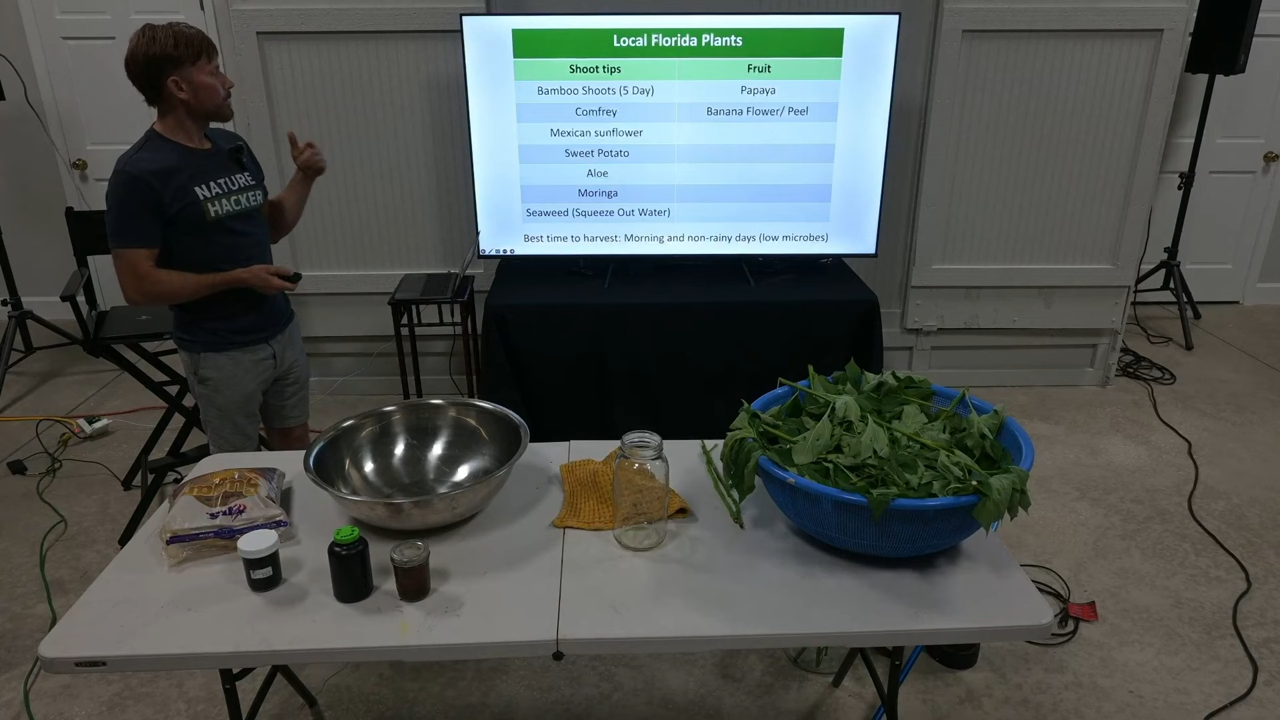 Local Florida Plants
Shoot tips Fruit
Bamboo Shoots (5 Day) Papaya
Comfrey Banana Flower/ Peel
Mexican sunflower
Sweet Potato
Aloe
Moringa
Seaweed (Squeeze Out Water)
Best time to harvest: Morning and non-rainy days (low microbes)
NATURE
HACKER